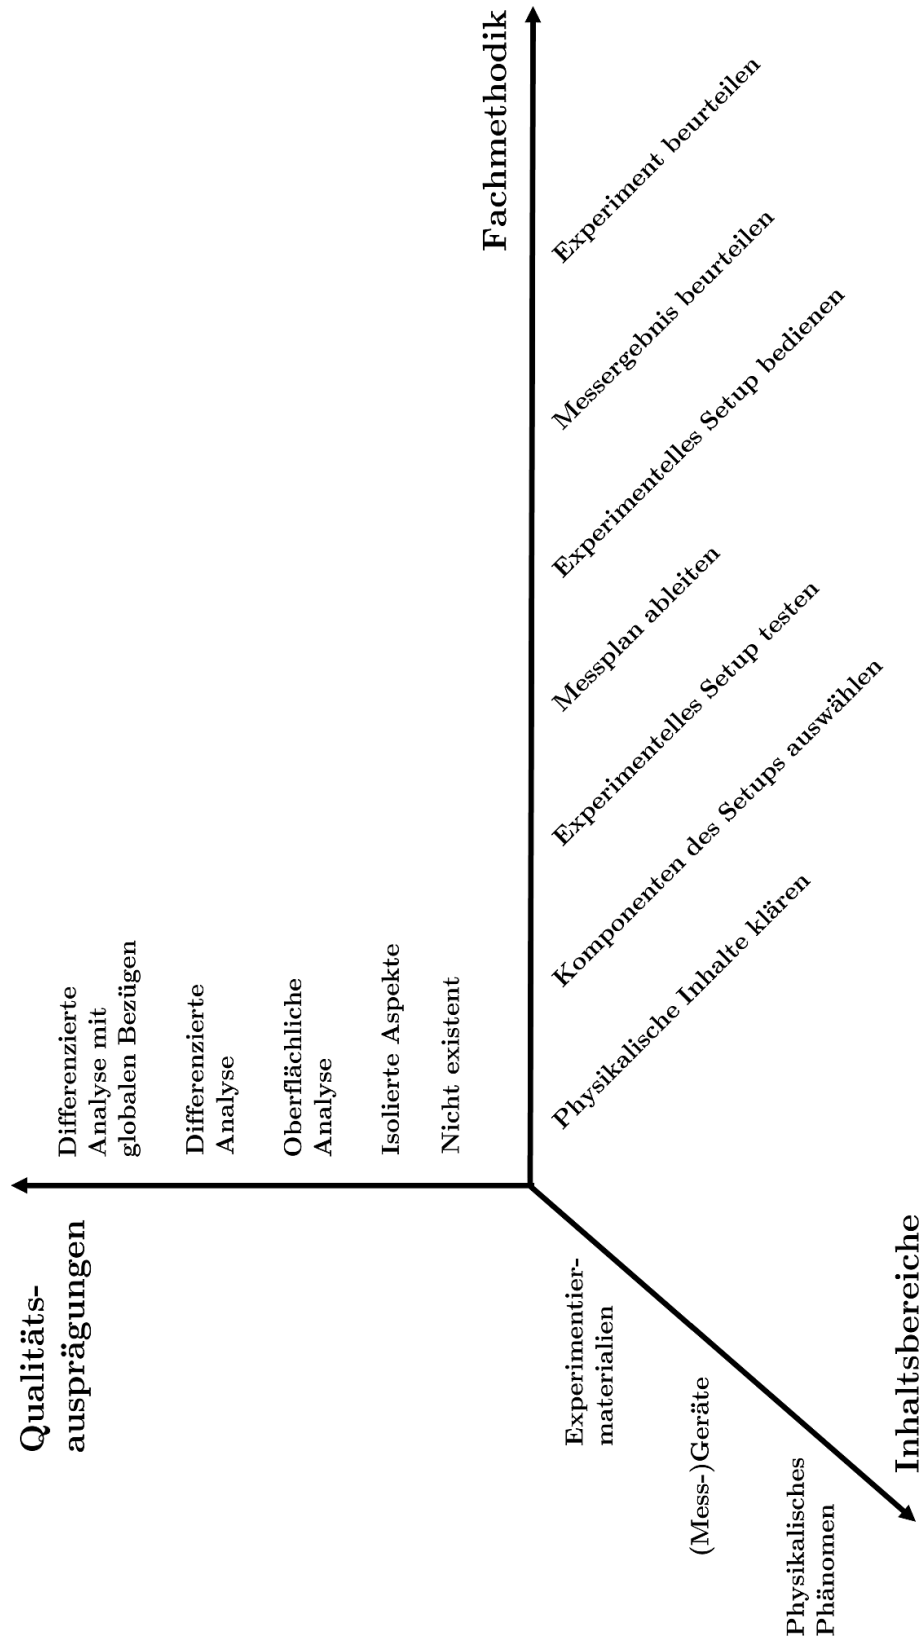 Qualitäts-
ausprägungen
Differenzierte
Analyse mit
globalen Bezügen
Differenzierte
Analyse
Oberflächliche
Analyse
Isolierte Aspekte
Nicht existent
Fachmethodik
Physikalische Inhalte klären
Komponenten des Setups auswählen
Experimentelles Setup testen
Messplan ableiten
Experimentelles Setup bedienen
Messergebnis beurteilen
Experiment beurteilen
Experimentier-
materialien
(Mess-)Geräte
Physikalisches
Phänomen
Inhaltsbereiche